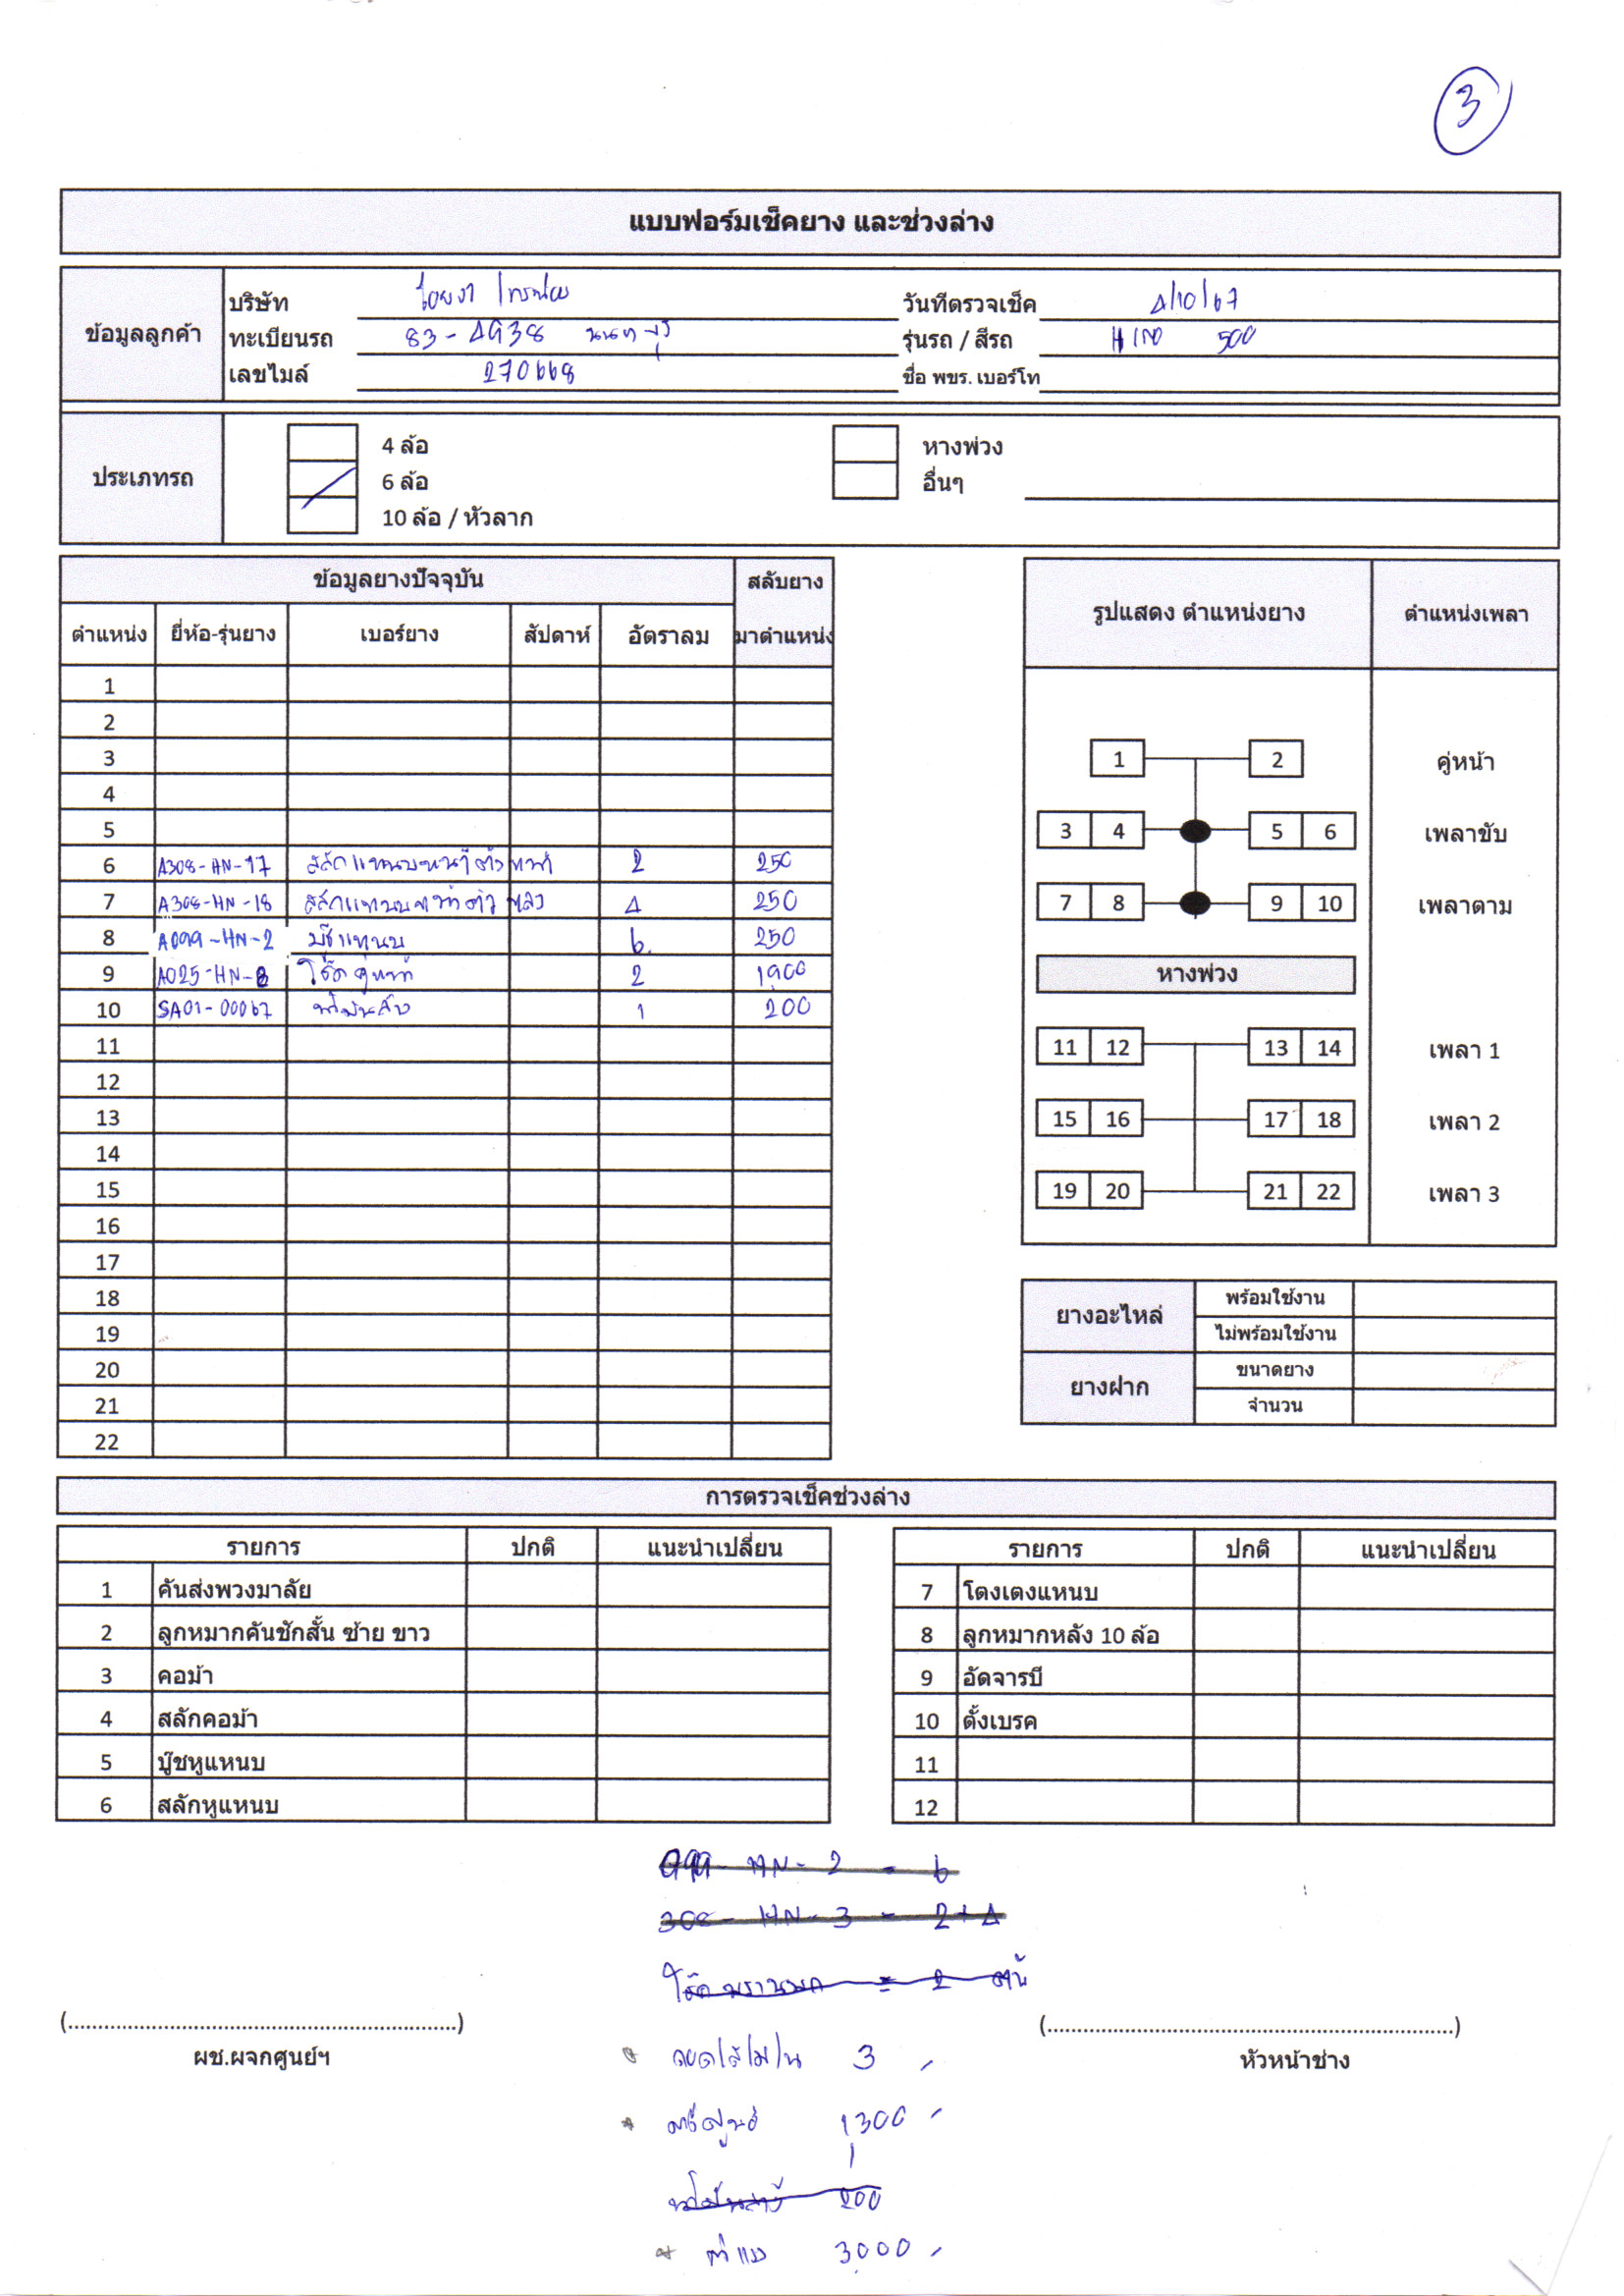 3
แบบฟอร์มเช็คยาง และช่วงล่าง
ข้อมูลลูกค้า
บริษัท
วันที่ตรวจเช็ค 4/10/67
ทะเบียนรถ 83-4938 นนทบุรี
รุ่นรถ / สีรถ HINO 500
เลขไมล์ 270668
ชื่อ พขร. เบอร์โท
ประเภทรถ
4 ล้อ
6 ล้อ
10 ล้อ / หัวลาก
หางพ่วง
อื่นๆ
ข้อมูลยางปัจจุบัน สลับยาง
ตำแหน่ง ยี่ห้อ-รุ่นยาง เบอร์ยาง สัปดาห์ อัตราลม มาตำแหน่ง
1
2
3
4
5
6 A308-HN-17 สลักแหนบหน้าตัวหน้า 2 250
7 A308-HN-18 สลักแหนบหน้าตัวหลัง 4 250
8 A099-HN-2 บูชแหนบ 6 250
9 A025-HN-8 โช๊คคู่หน้า 2 1900
10 SA01-00067 น้ำมันล้าง 1 200
11
12
13
14
15
16
17
18
19
20
21
22
รูปแสดง ตำแหน่งยาง ตำแหน่งเพลา
1 2 คู่หน้า
3 4 5 6 เพลาขับ
7 8 9 10 เพลาตาม
หางพ่วง
11 12 13 14 เพลา 1
15 16 17 18 เพลา 2
19 20 21 22 เพลา 3
ยางอะไหล่ พร้อมใช้งาน
ไม่พร้อมใช้งาน
ยางฝาก ขนาดยาง
จำนวน
การตรวจเช็คช่วงล่าง
รายการ ปกติ แนะนำเปลี่ยน
1 คันส่งพวงมาลัย
2 ลูกหมากคันชักสั้น ซ้าย ขาว
3 คอม้า
4 สลักคอม้า
5 บู๊ชหูแหนบ
6 สลักหูแหนบ
รายการ ปกติ แนะนำเปลี่ยน
7 โตงเตงแหนบ
8 ลูกหมากหลัง 10 ล้อ
9 อัดจารบี
10 ตั้งเบรค
11
12
099-HN-2 - 6
308-HN-3 = 2+4
= 2 ต้น
(...) ผช.ผจกศูนย์ฯ
(...) หัวหน้าช่าง
3
ตั้งศูนย์ 1,300
น้ำมันล้าง 200
ค่าแรง 3,000